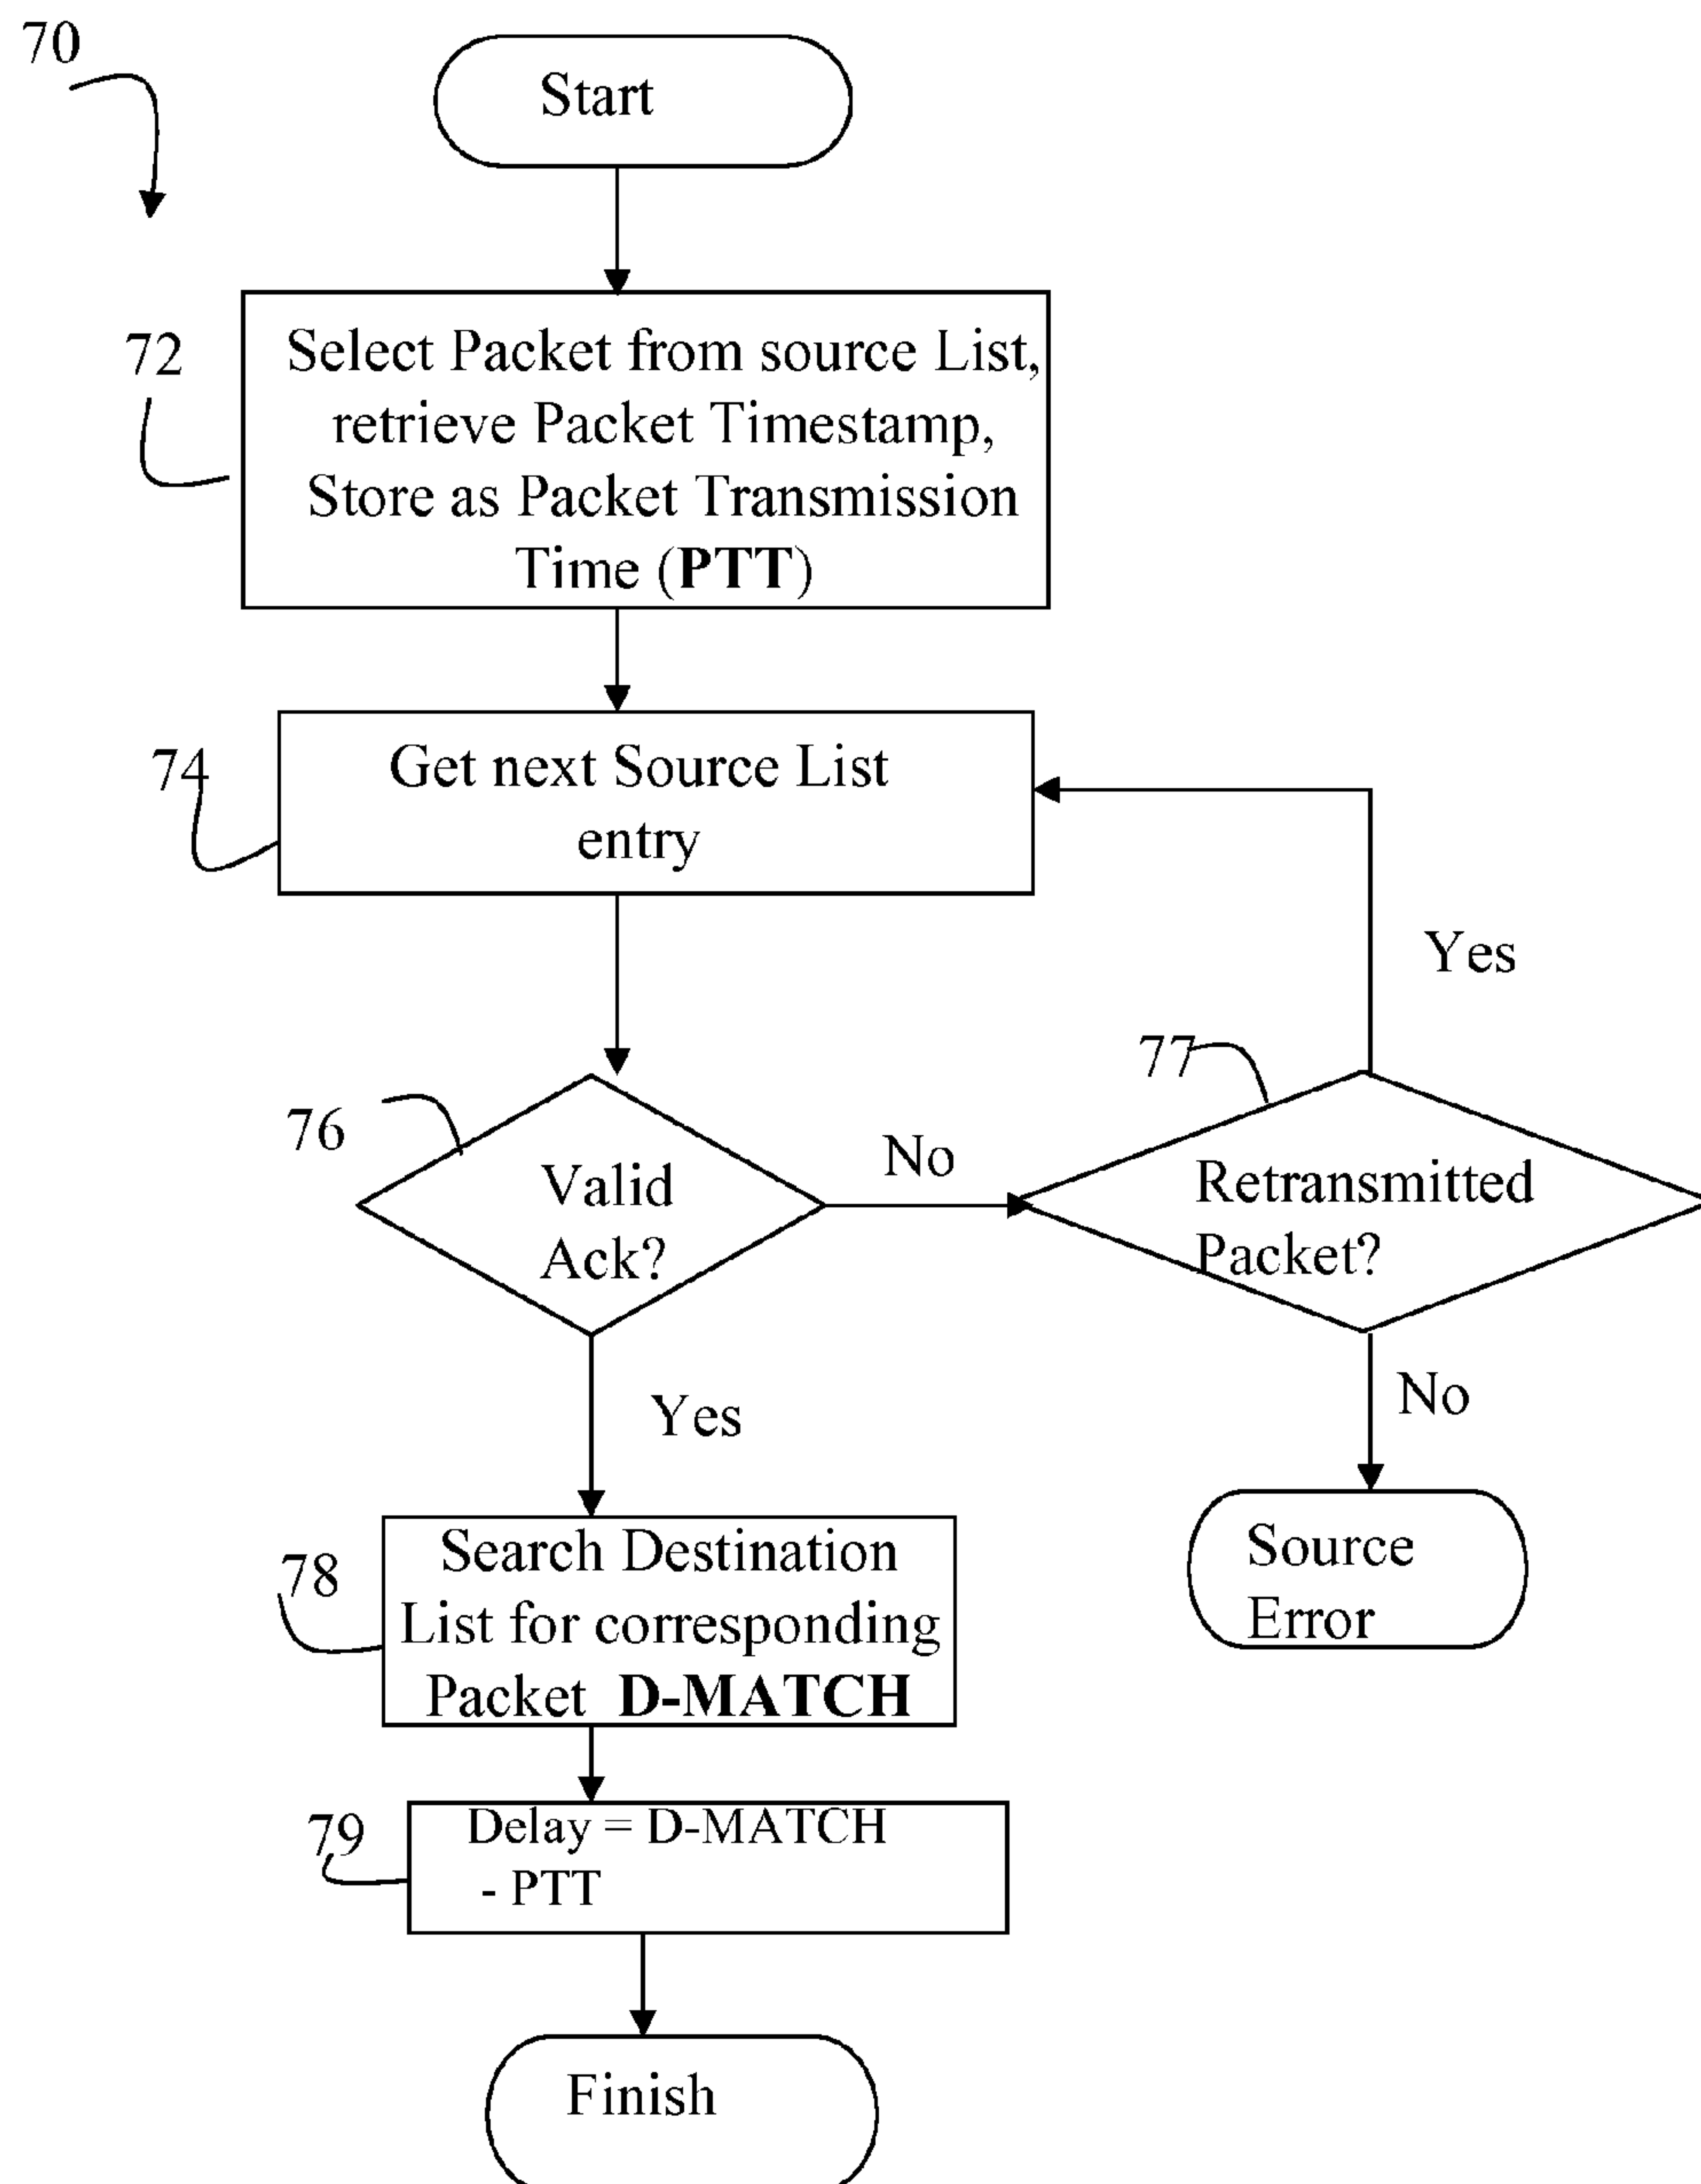 70
Start
72
Select Packet from source List,
retrieve Packet Timestamp,
Store as Packet Transmission
Time (PTT)
74
Get next Source List
entry
Yes
77
76
Valid
Ack?
No
Retransmitted
Packet?
Yes
No
78
Search Destination
List for corresponding
Packet D-MATCH
Source
Error
79
Delay = D-MATCH
- PTT
Finish